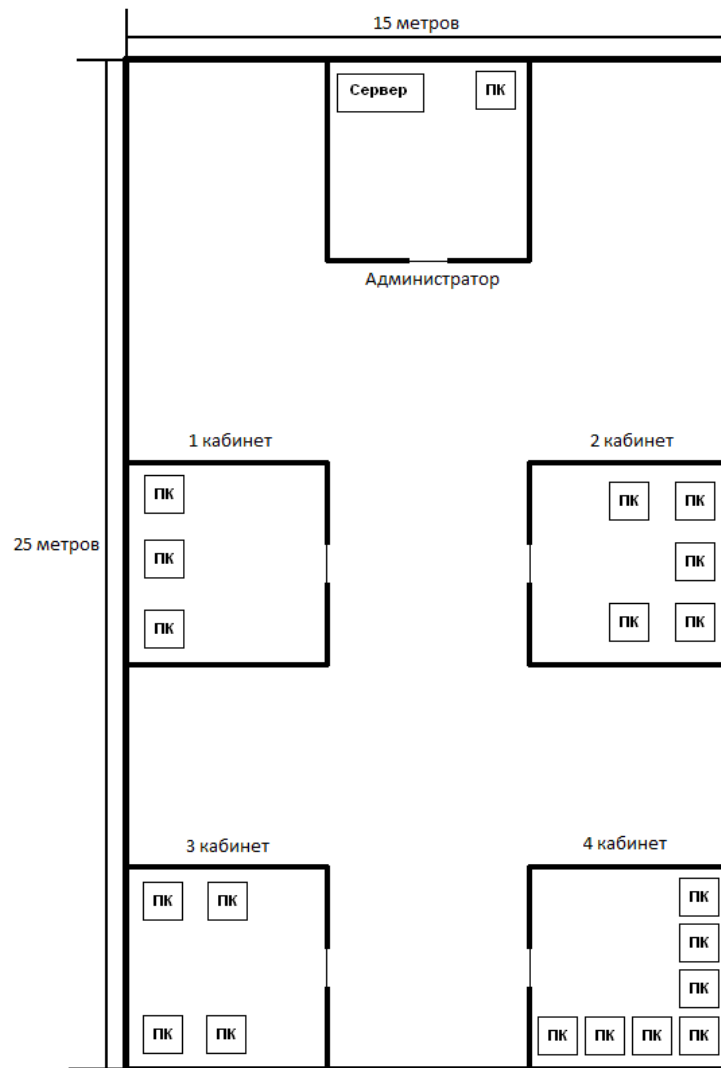 15 метров
Сервер ПК
Администратор
1 кабинет 2 кабинет
ПК ПК ПК
25 метров
ПК ПК
ПК ПК ПК
3 кабинет 4 кабинет
ПК ПК ПК
ПК
ПК
ПК ПК ПК ПК ПК ПК